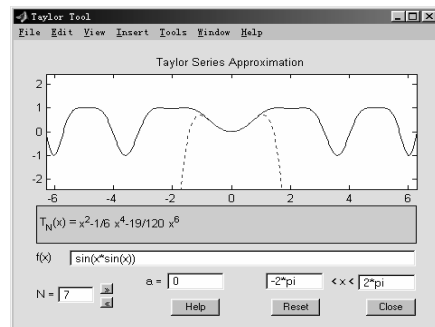 Taylor Tool
File Edit View Insert Tools Window Help
Taylor Series Approximation
2
1
0
-1
-2
-6 -4 -2 0 2 4 6
T_N(x) = x^2-1/6 x^4-19/120 x^6
f(x) sin(x*sin(x))
N = 7 a = 0 -2*pi < x < 2*pi
Help Reset Close